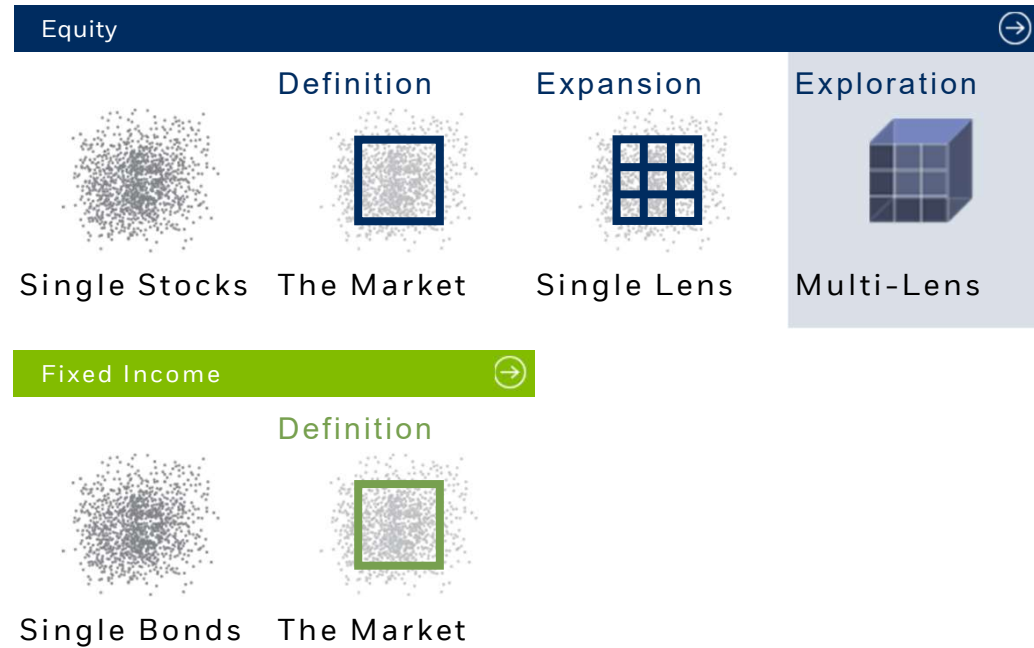 Equity
Definition Expansion Exploration
Single Stocks The Market Single Lens Multi-Lens
Fixed Income
Definition
Single Bonds The Market